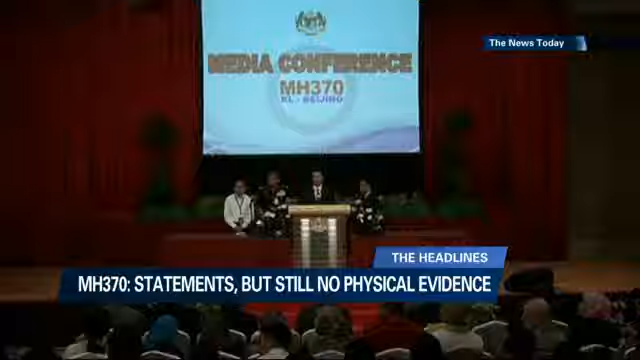 The News Today
MEDIA CONFERENCE
MH370
KL - BEIJING
THE HEADLINES
MH370: STATEMENTS, BUT STILL NO PHYSICAL EVIDENCE